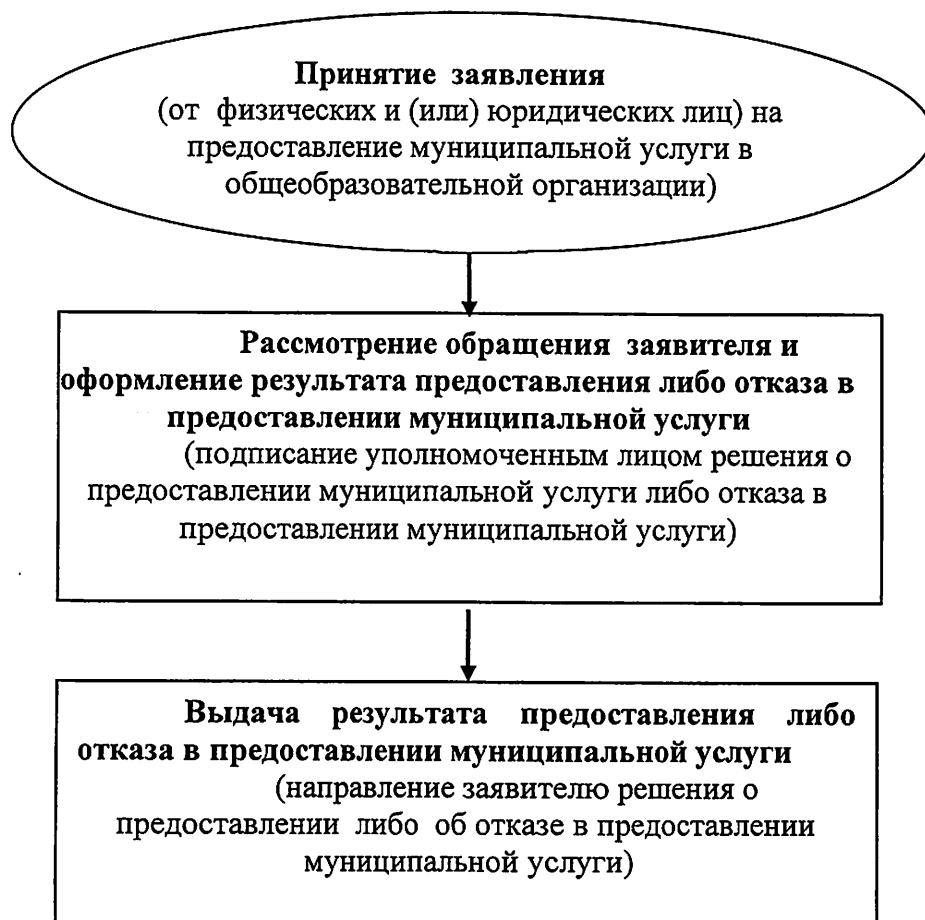 Принятие заявления
(от физических и (или) юридических лиц) на
предоставление муниципальной услуги в
общеобразовательной организации)
Рассмотрение обращения заявителя и
оформление результата предоставления либо отказа в
предоставлении муниципальной услуги
(подписание уполномоченным лицом решения о
предоставлении муниципальной услуги либо отказа в
предоставлении муниципальной услуги)
Выдача результата предоставления либо
отказа в предоставлении муниципальной услуги
(направление заявителю решения о
предоставлении либо об отказе в предоставлении
муниципальной услуги)